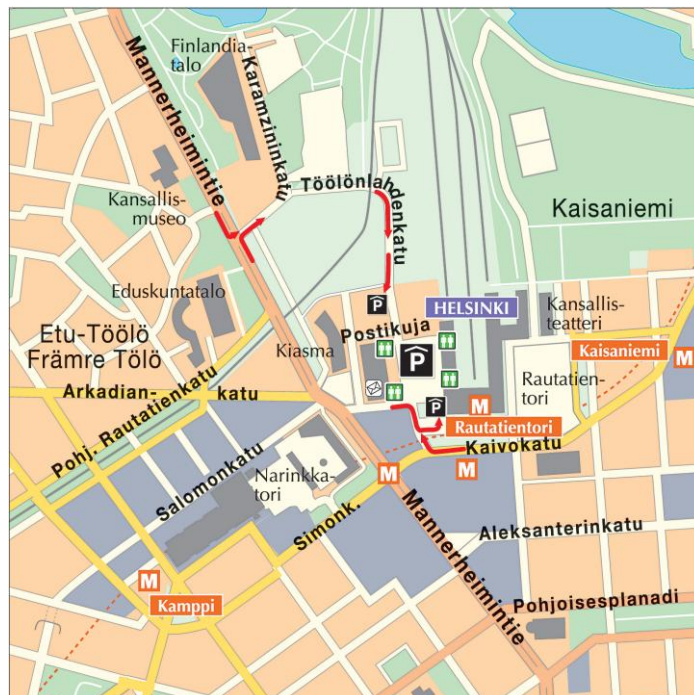 Finlandia-
talo
Mannerheimintie
Karamzininkatu
Töölönlahdenkatu
Kansallis-
museo
Kaisaniemi
Eduskuntatalo
P
HELSINKI
Kansallis-
teatteri
Etu-Töölö
Främre Tölö
Postikuja
Kiasma
P
Kaisaniemi
M
Arkadian-
katu
Rautatien-
tori
P
M
Rautatientori
Pohj. Rautatienkatu
Salomonkatu
Narinkka-
tori
Kaivokatu
M
M
Simonk.
Mannerheimintie
Aleksanterinkatu
M
Kamppi
Pohjoisesplanadi